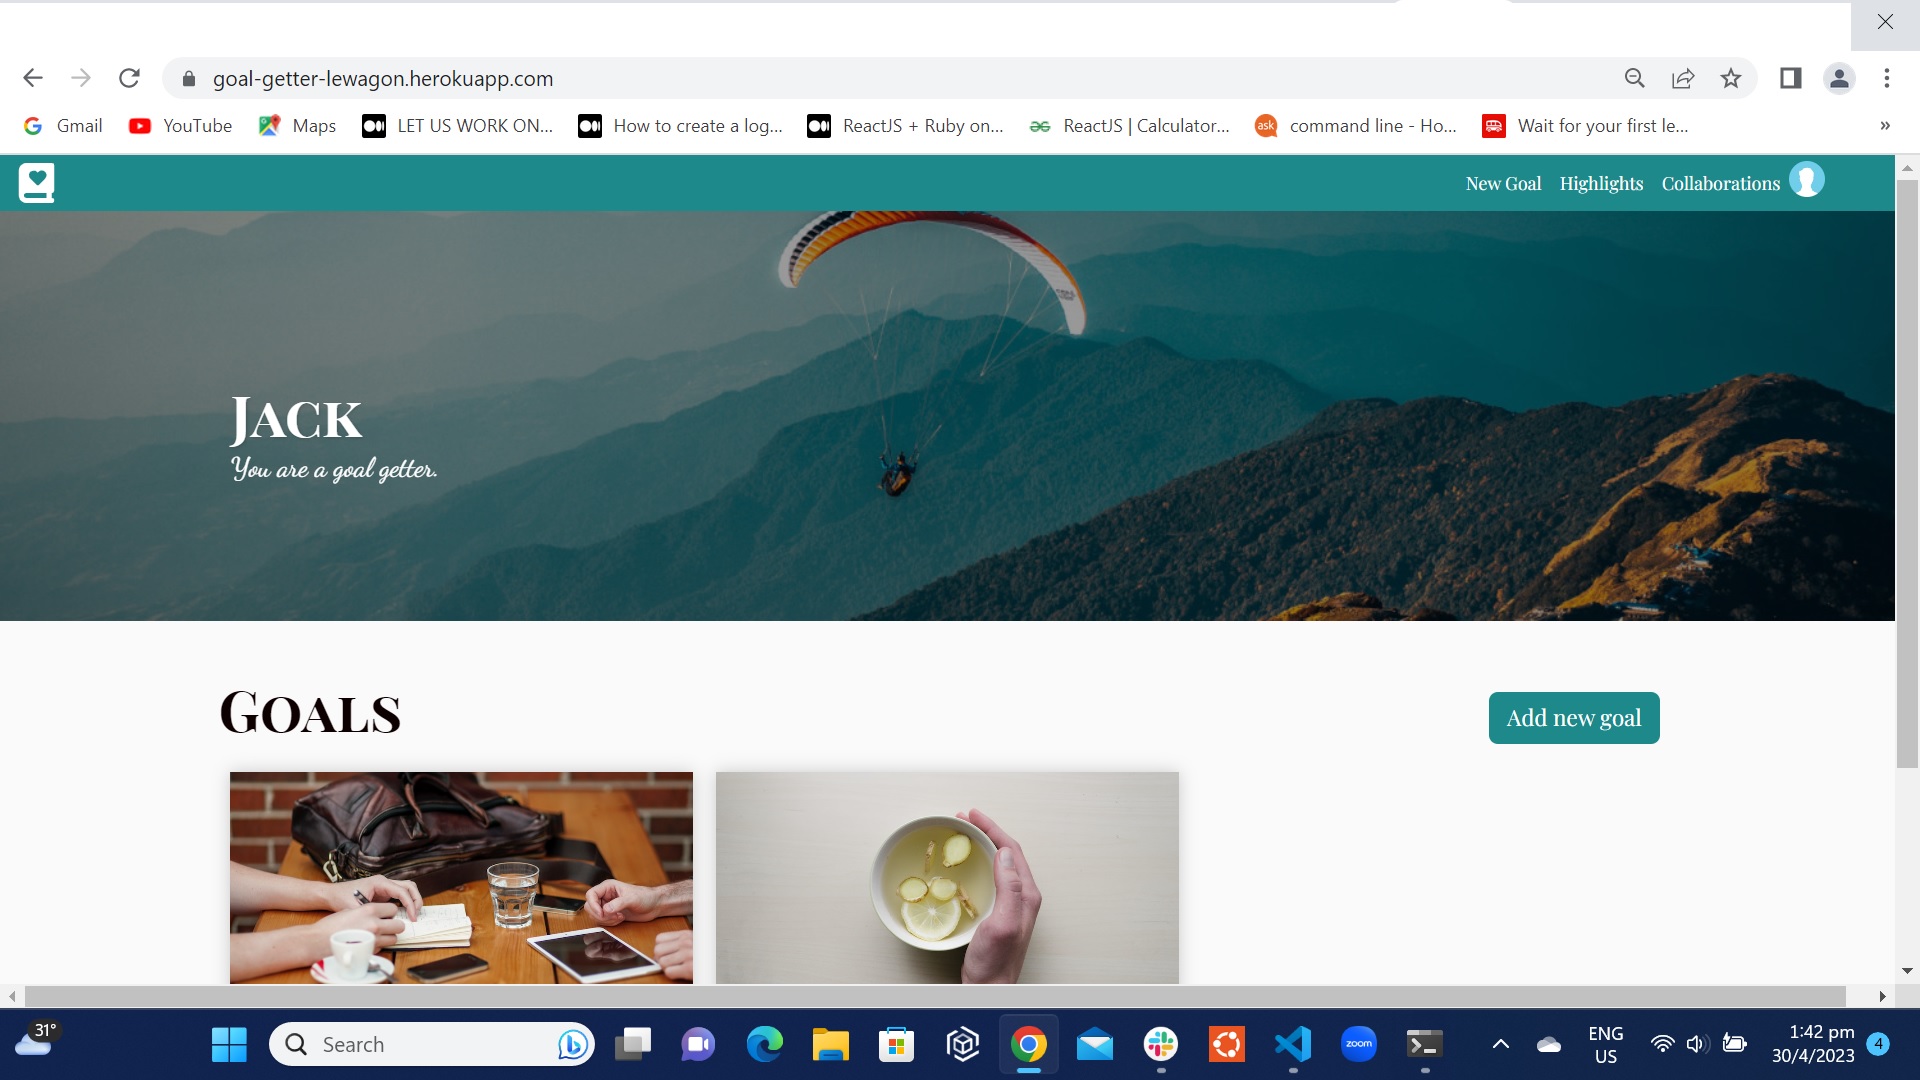 goal-getter-lewagon.herokuapp.com
Gmail
YouTube
Maps
LET US WORK ON...
How to create a log...
ReactJS + Ruby on...
ReactJS | Calculator...
ask
command line - Ho...
Wait for your first le...
»
New Goal
Highlights
Collaborations
Jack
You are a goal getter.
Goals
Add new goal
31°
Search
zoom
ENG
US
1:42 pm
30/4/2023
4